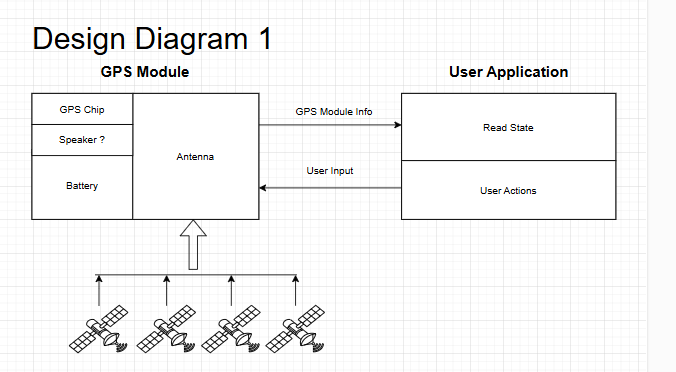 Design Diagram 1
GPS Module
User Application
GPS Chip
Speaker ?
Battery
Antenna
GPS Module Info
User Input
Read State
User Actions